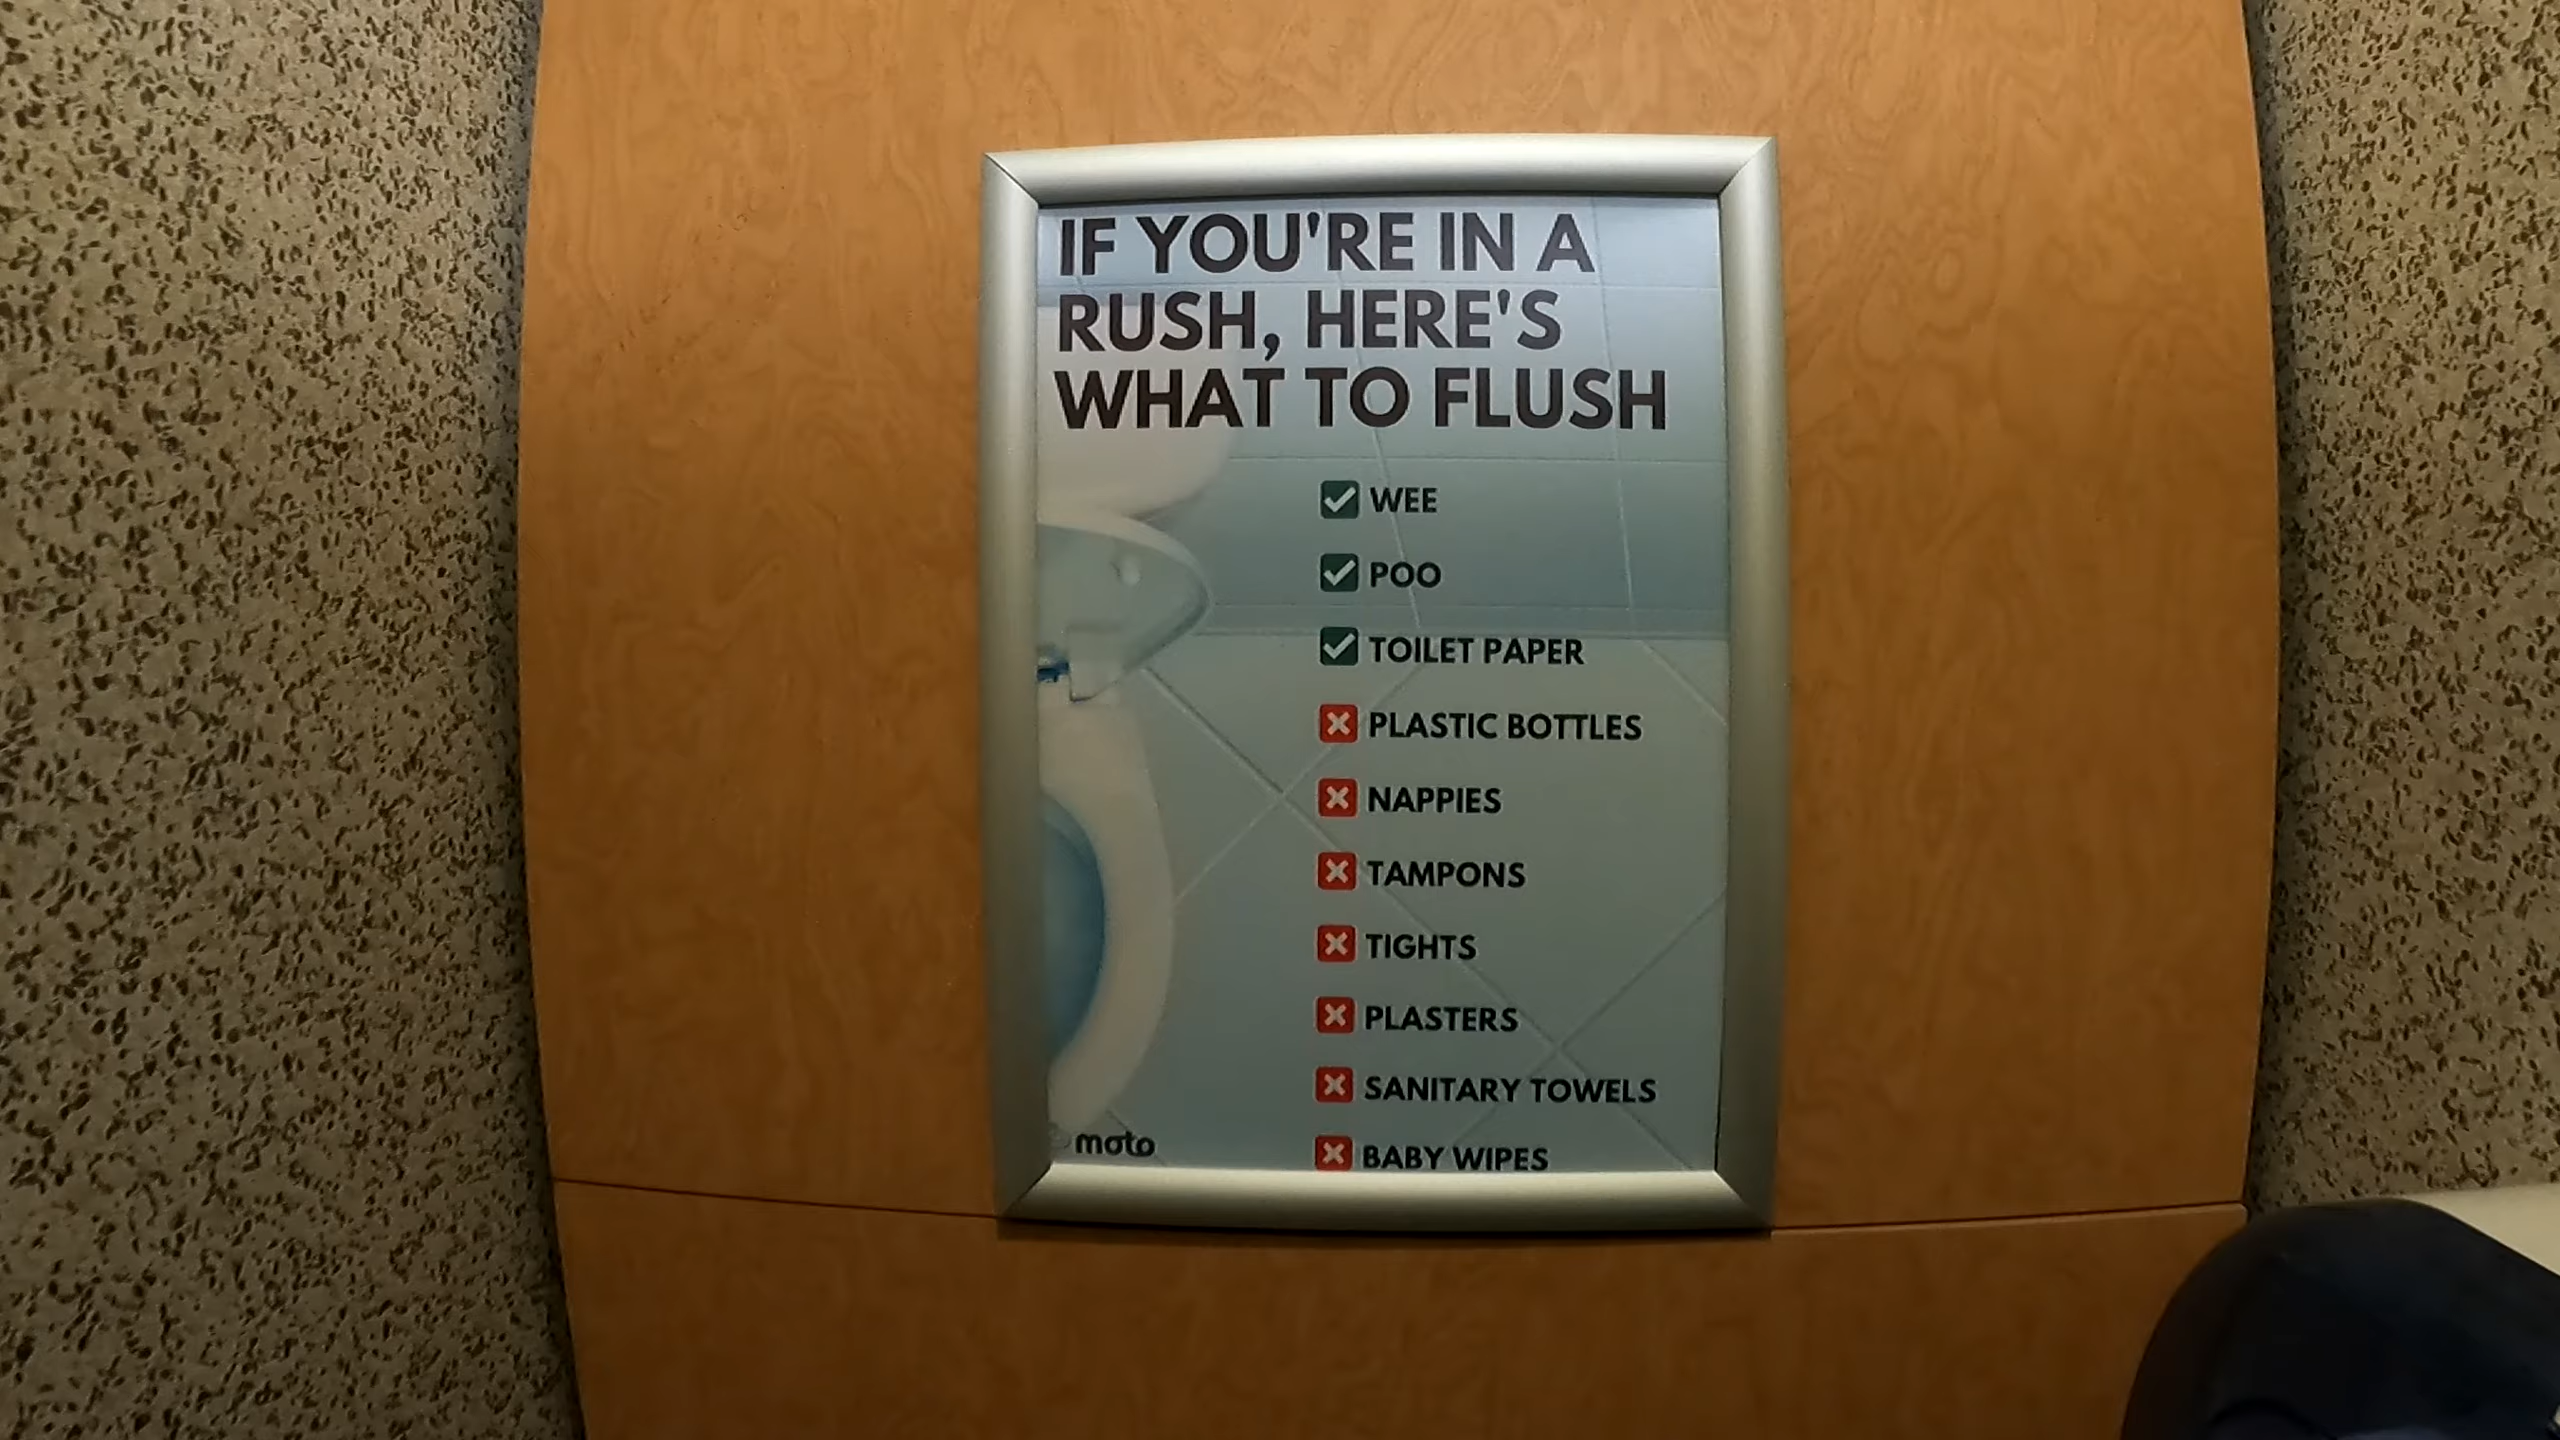 IF YOU'RE IN A
RUSH, HERE'S
WHAT TO FLUSH
WEE
POO
TOILET PAPER
PLASTIC BOTTLES
NAPPIES
TAMPONS
TIGHTS
PLASTERS
SANITARY TOWELS
BABY WIPES
moto